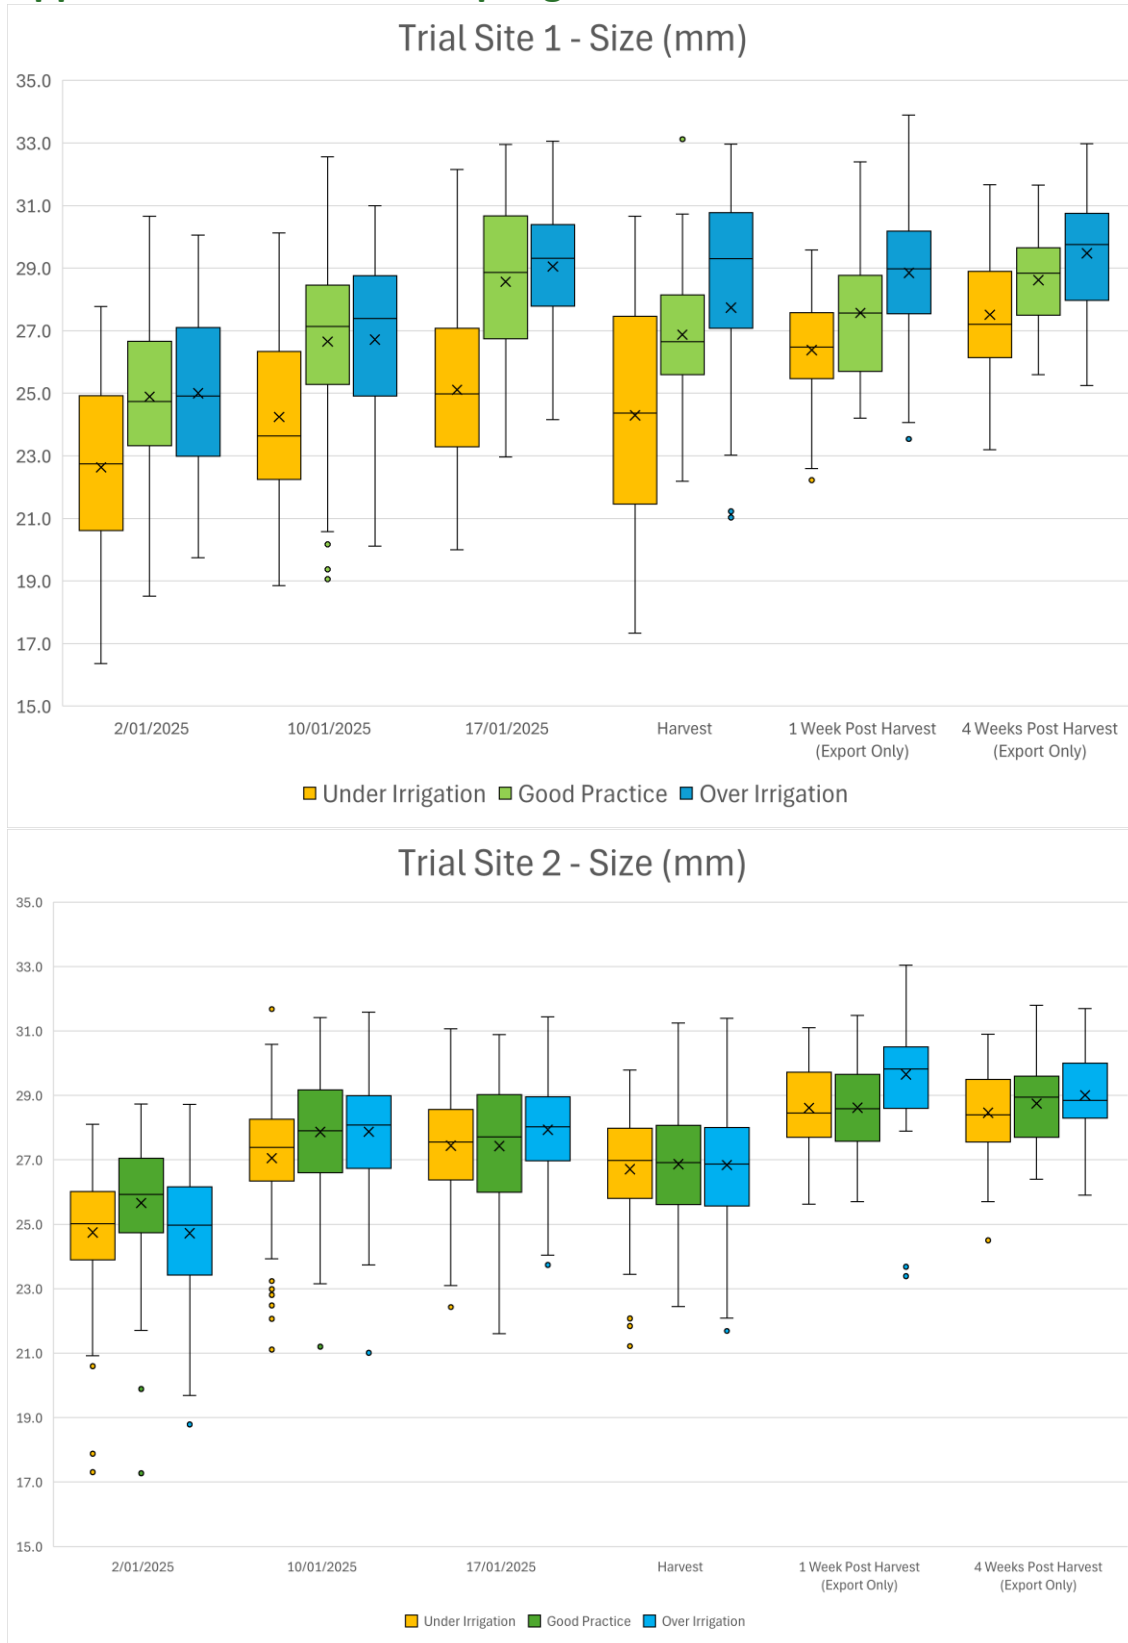 Trial Site 1 - Size (mm)
35.0
33.0
31.0
29.0
27.0
25.0
23.0
21.0
19.0
17.0
15.0
2/01/2025
10/01/2025
17/01/2025
Harvest
1 Week Post Harvest
(Export Only)
4 Weeks Post Harvest
(Export Only)
Under Irrigation
Good Practice
Over Irrigation
Trial Site 2 - Size (mm)
35.0
33.0
31.0
29.0
27.0
25.0
23.0
21.0
19.0
17.0
15.0
2/01/2025
10/01/2025
17/01/2025
Harvest
1 Week Post Harvest
(Export Only)
4 Weeks Post Harvest
(Export Only)
Under Irrigation
Good Practice
Over Irrigation